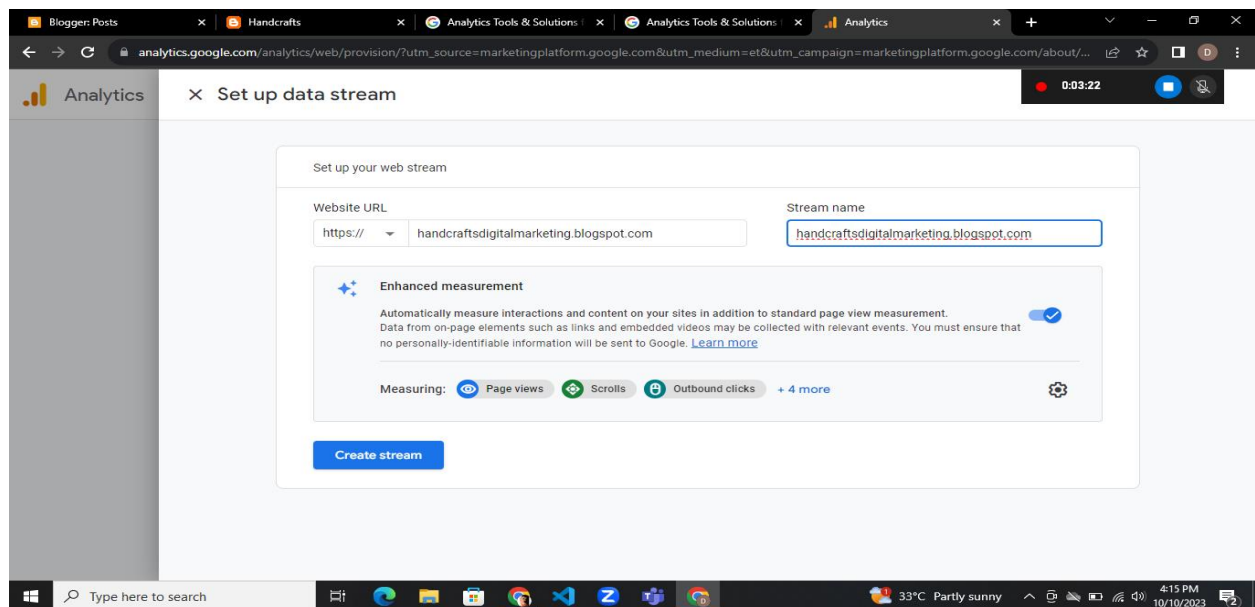 Blogger: Posts
Handcrafts
Analytics Tools & Solutions
Analytics Tools & Solutions
Analytics
analytics.google.com/analytics/web/provision/?utm_source=marketingplatform.google.com&utm_medium=et&utm_campaign=marketingplatform.google.com/about/...
D
Analytics
Set up data stream
0:03:22
Set up your web stream
Website URL
Stream name
https://
handcraftsdigitalmarketing.blogspot.com
handcraftsdigitalmarketing.blogspot.com
Enhanced measurement
Automatically measure interactions and content on your sites in addition to standard page view measurement.
Data from on-page elements such as links and embedded videos may be collected with relevant events. You must ensure that
no personally-identifiable information will be sent to Google. Learn more
Measuring: Page views Scrolls Outbound clicks + 4 more
Create stream
Type here to search
33°C Partly sunny
4:15 PM
10/10/2023
2